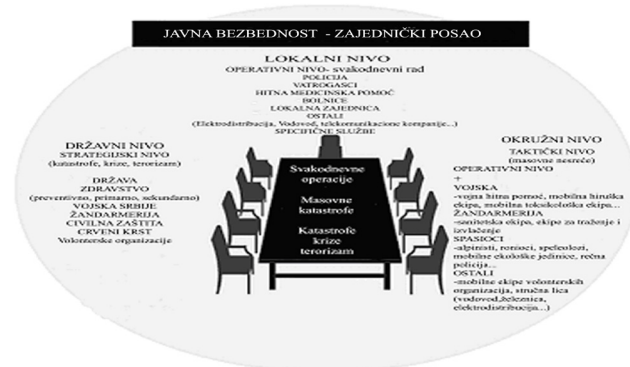 JAVNA BEZBEDNOST - ZAJEDNIČKI POSAO
LOKALNI NIVO
OPERATIVNI NIVO- svakodnevni rad
POLICIJA
VATROGASCI
HITNA MEDICINSKA POMOĆ
BOLNICE
LOKALNA ZAJEDNICA
OSTALI
(Elektrodistribucija, Vodovod, telekomunikacione kompanije...)
SPECIFIČNE SLUŽBE
DRŽAVNI NIVO
STRATEGIJSKI NIVO
(katastrofe, krize, terorizam)
DRŽAVA
ZDRAVSTVO
(preventivno, primarno, sekundarno)
VOJSKA SRBIJE
ŽANDARMERIJA
CIVILNA ZAŠTITA
CRVENI KRST
Volonterske organizacije
Svakodnevne
operacije
Masovne
katastrofe
Katastrofe
krize
terorizam
OKRUŽNI NIVO
TAKTIČKI NIVO
(masovne nesreće)
OPERATIVNI NIVO
+
VOJSKA
-vojna hitna pomoć, mobilna hiruška
ekipa, mobilna toksikološka ekipa...
ŽANDARMERIJA
-sanitetska ekipa, ekipe za traženje i
izvlačenje
SPASIOCI
-alpinisti, ronioci, speleolozi,
mobilne ekološke jedinice, rečna
policija...
OSTALI
-mobilne ekipe volonterskih
organizacija, stručna lica
(vodovod,železnica,
elektrodistribucija...)